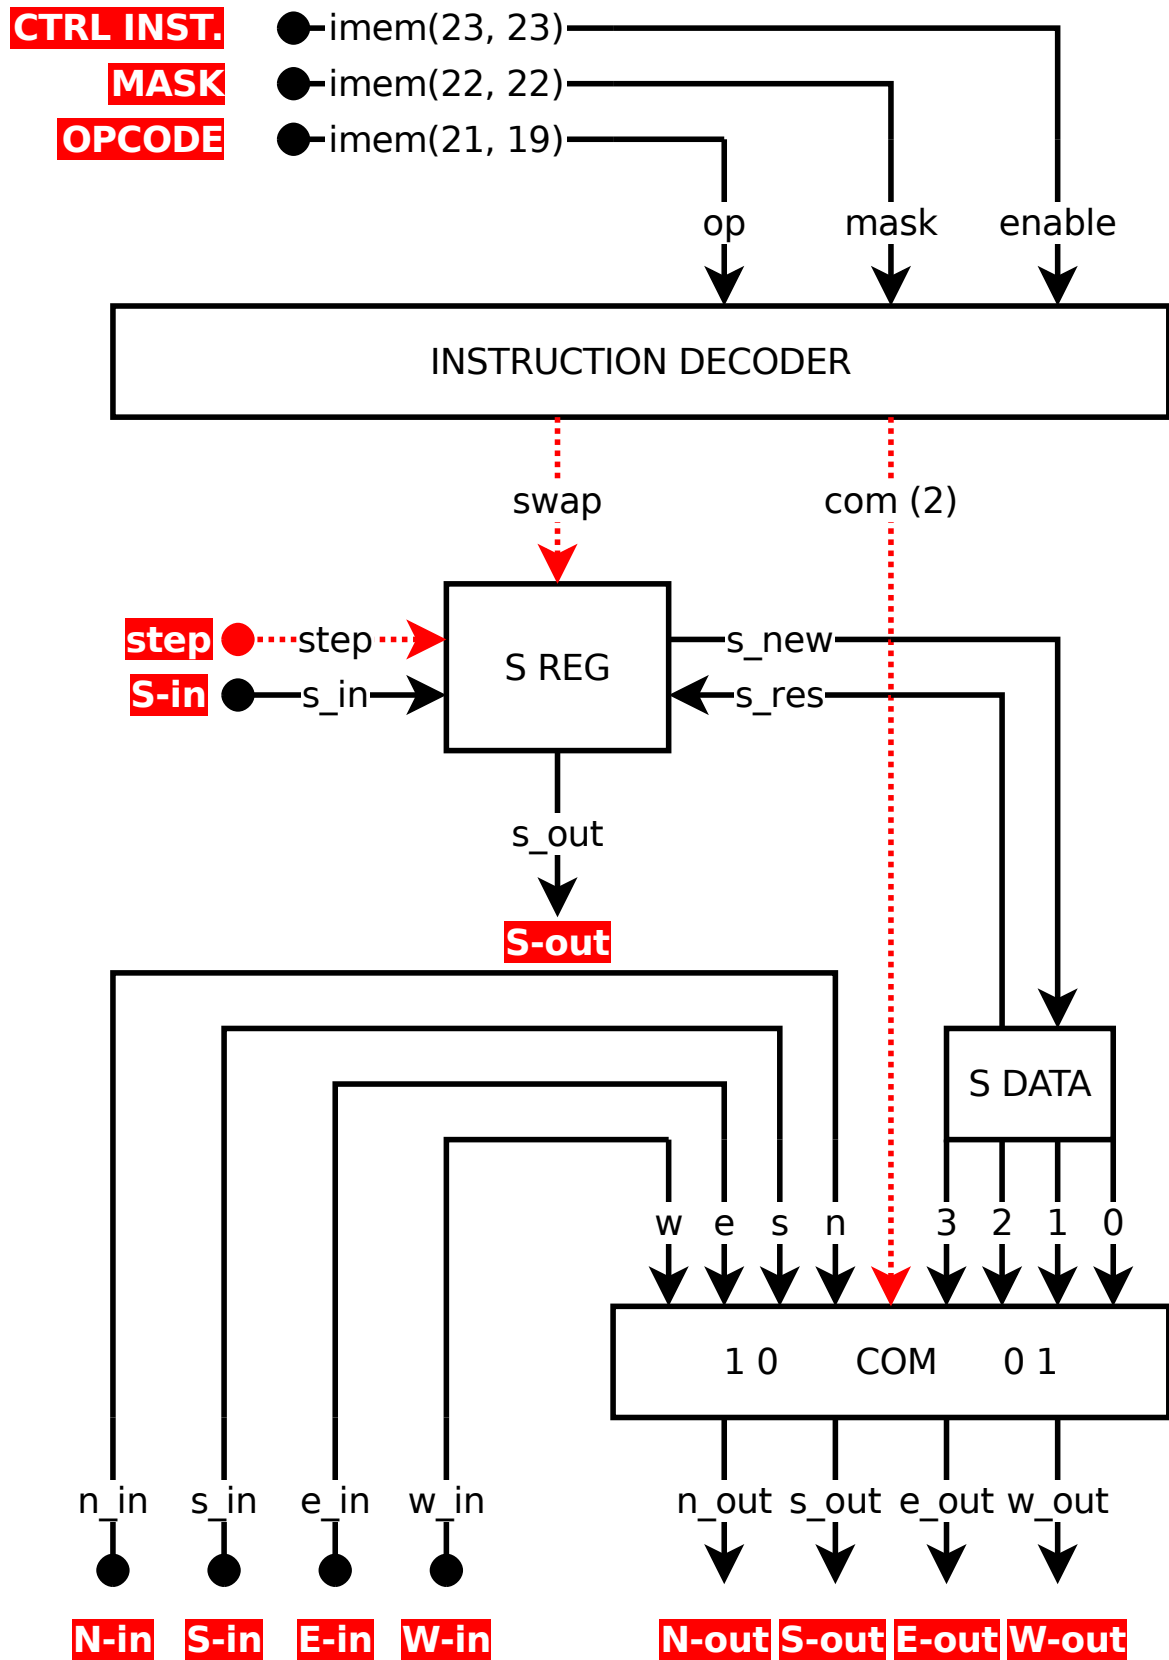 CTRL INST. imem(23, 23)
MASK imem(22, 22)
OPCODE imem(21, 19)
op mask enable
INSTRUCTION DECODER
swap com (2)
step step s_new
S REG
S-in s_in s_res
s_out
S-out
S DATA
w e s n 3 2 1 0
1 0 COM 0 1
n_in s_in e_in w_in n_out s_out e_out w_out
N-in S-in E-in W-in N-out S-out E-out W-out